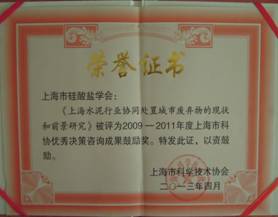 荣誉证书
上海市硅酸盐学会：
《上海水泥行业协同处置城市废弃物的现状
和前景研究》被评为2009－2011年度上海市科
协优秀决策咨询成果鼓励奖。特发此证，以资鼓
励。
上海市科学技术协会
二○一三年四月